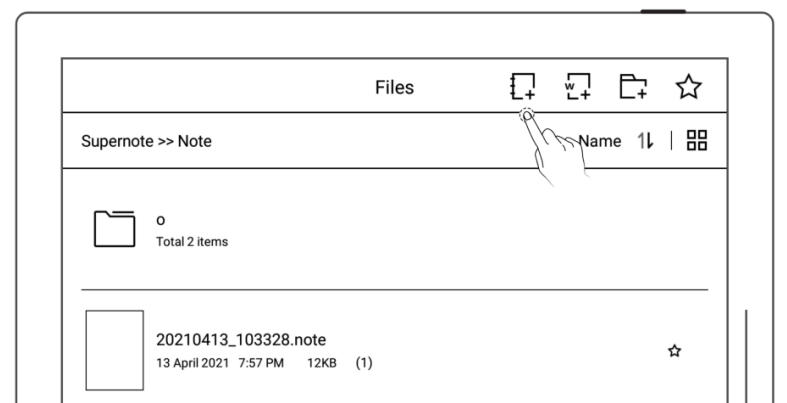 Files
W
Supernote >> Note
Name
o
Total 2 items
20210413_103328.note
13 April 2021 7:57 PM 12KB (1)